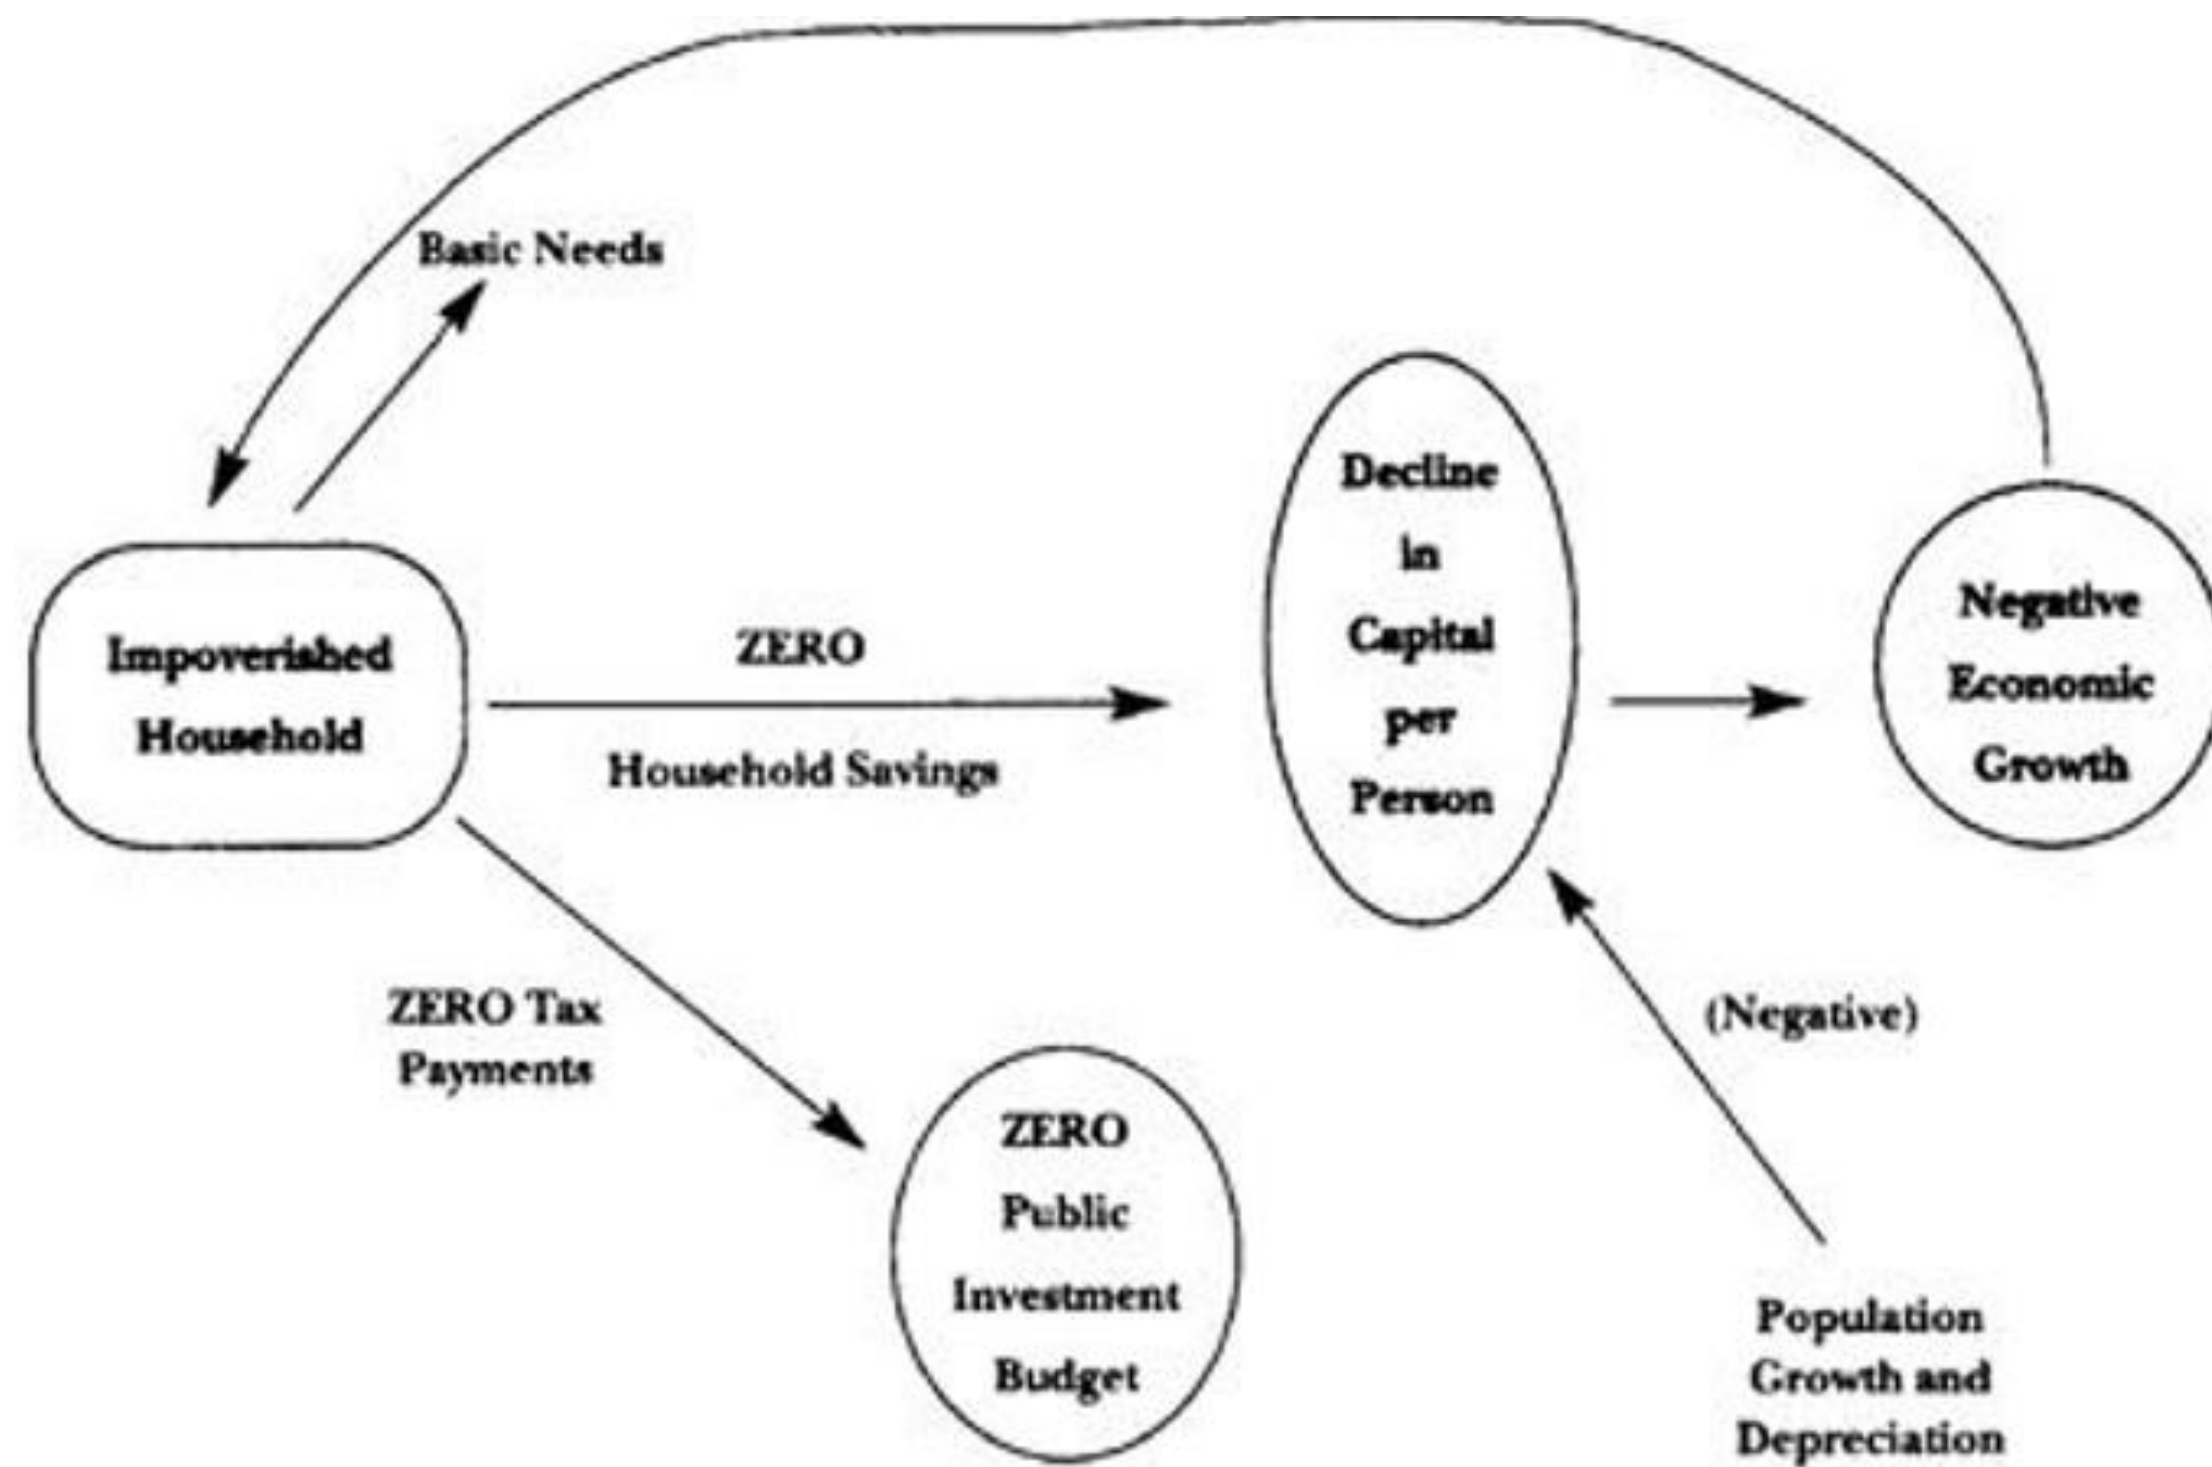 Basic Needs
Impoverished
Household
ZERO
Household Savings
Decline
in
Capital
per
Person
Negative
Economic
Growth
ZERO Tax
Payments
ZERO
Public
Investment
Budget
(Negative)
Population
Growth and
Depreciation